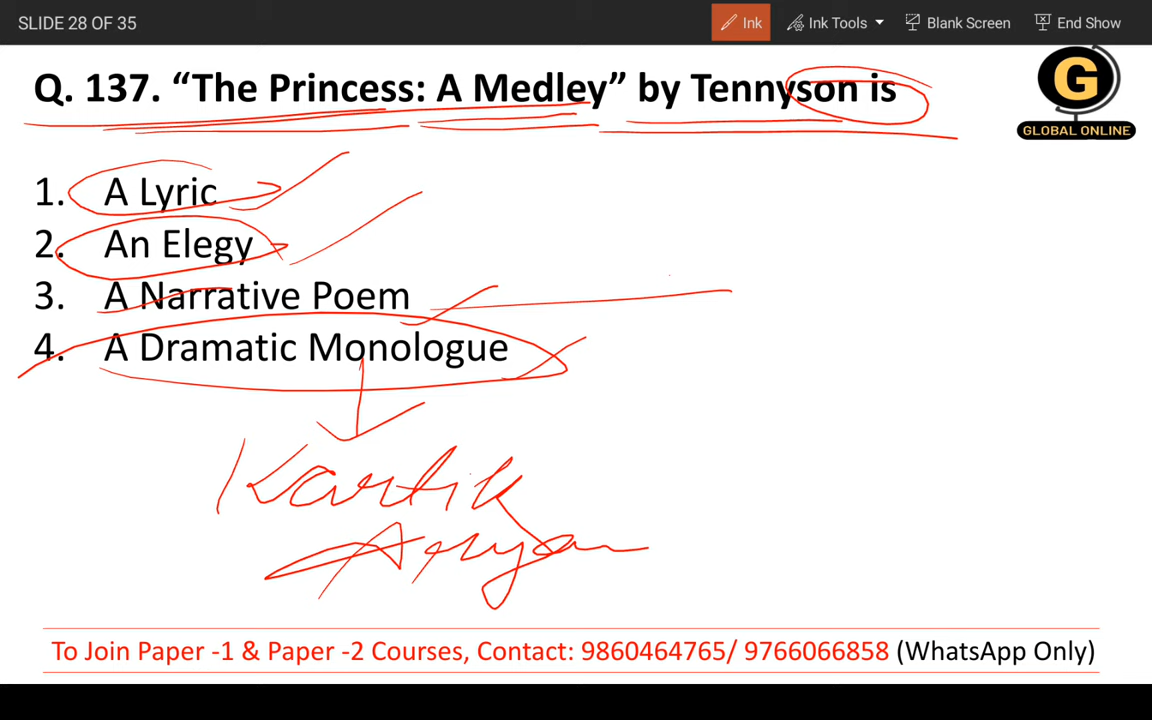 SLIDE 28 OF 35 Ink Ink Tools Blank Screen End Show
Q. 137. “The Princess: A Medley” by Tennyson is
G
GLOBAL ONLINE
1. A Lyric
2. An Elegy
3. A Narrative Poem
4. A Dramatic Monologue
Kartik
Aaryan
To Join Paper -1 & Paper -2 Courses, Contact: 9860464765/ 9766066858 (WhatsApp Only)